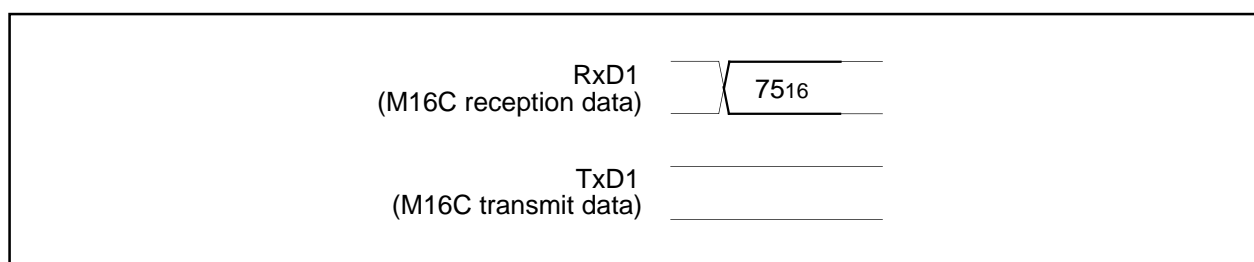 RxD1
(M16C reception data)
7516
TxD1
(M16C transmit data)